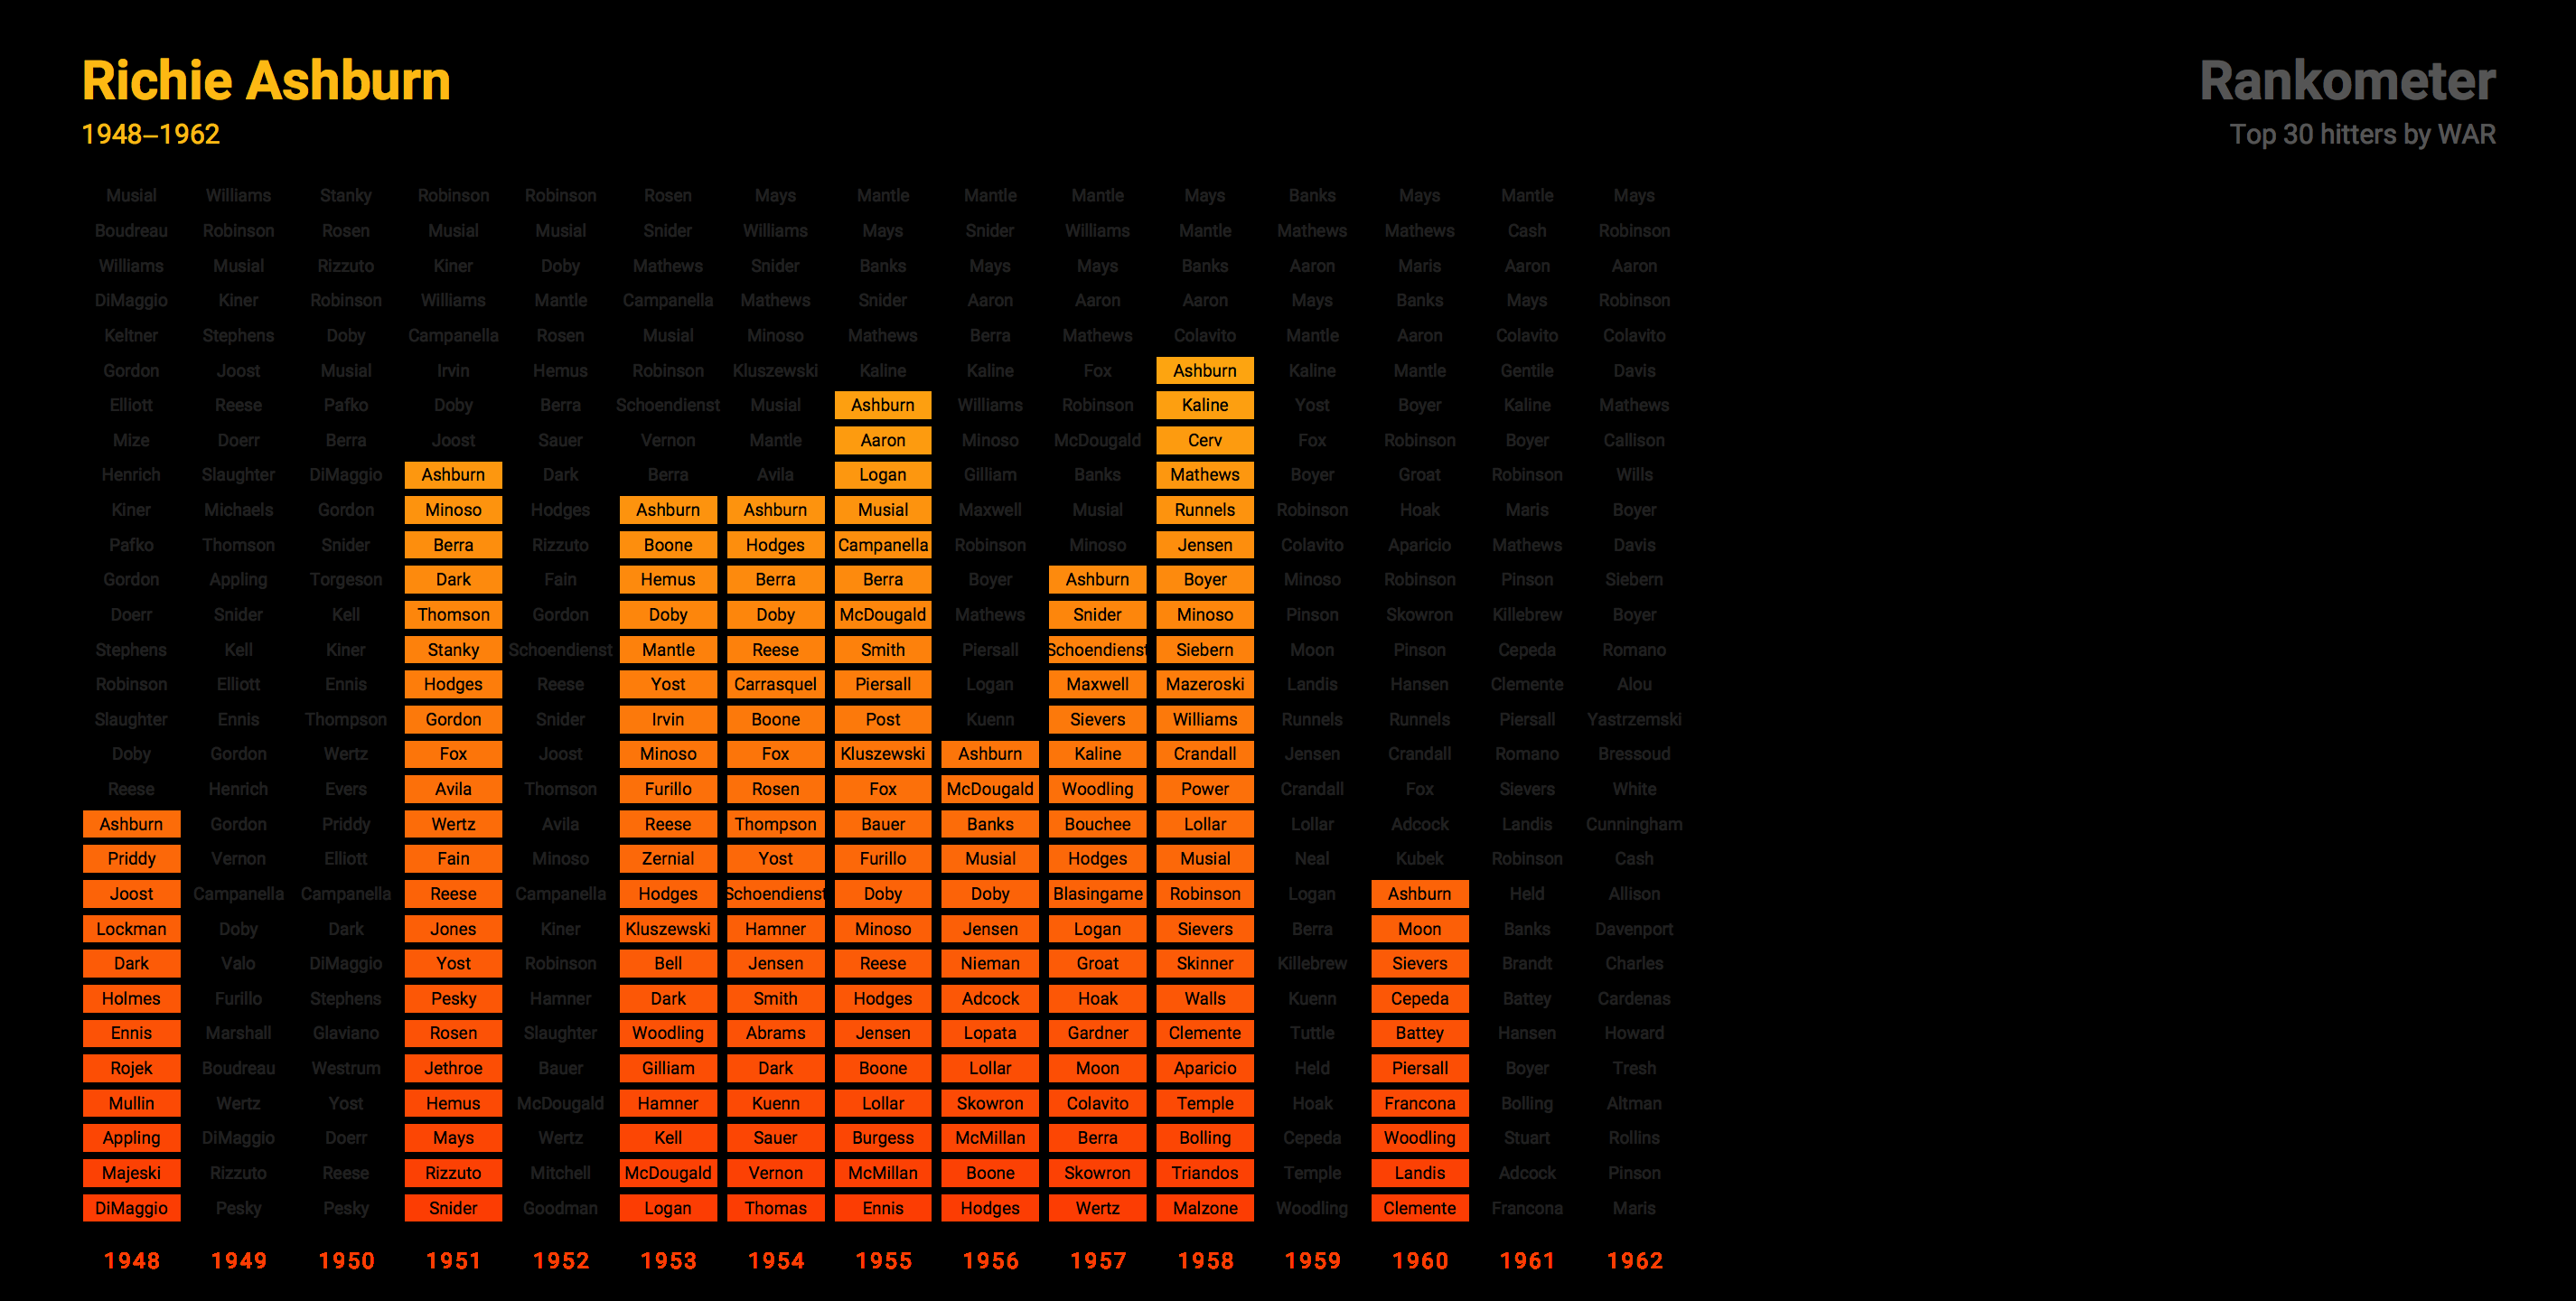 Richie Ashburn
Rankometer
1948–1962
Top 30 hitters by WAR
Musial Williams Stanky Robinson Robinson Rosen Mays Mantle Mantle Mantle Mays Banks Mays Mantle Mays
Boudreau Robinson Rosen Musial Musial Snider Williams Mays Snider Williams Mantle Mathews Mathews Cash Robinson
Williams Musial Rizzuto Kiner Doby Mathews Snider Banks Mays Mays Banks Aaron Maris Aaron Aaron
DiMaggio Kiner Robinson Williams Mantle Campanella Mathews Snider Aaron Aaron Aaron Mays Banks Mays Robinson
Keltner Stephens Doby Campanella Rosen Musial Minoso Mathews Berra Mathews Colavito Mantle Aaron Colavito Colavito
Gordon Joost Musial Irvin Hemus Robinson Kluszewski Kaline Kaline Fox Ashburn Kaline Mantle Gentile Davis
Elliott Reese Pafko Doby Berra Schoendienst Musial Ashburn Williams Robinson Kaline Yost Boyer Kaline Mathews
Mize Doerr Berra Joost Sauer Vernon Mantle Aaron Minoso McDougald Cerv Fox Robinson Boyer Callison
Henrich Slaughter DiMaggio Ashburn Dark Berra Avila Logan Gilliam Banks Mathews Boyer Groat Robinson Wills
Kiner Michaels Gordon Minoso Hodges Ashburn Ashburn Musial Maxwell Musial Runnels Robinson Hoak Maris Boyer
Pafko Thomson Snider Berra Rizzuto Boone Hodges Campanella Robinson Minoso Jensen Colavito Aparicio Mathews Davis
Gordon Appling Torgeson Dark Fain Hemus Berra Berra Boyer Ashburn Boyer Minoso Robinson Pinson Siebern
Doerr Snider Kell Thomson Gordon Doby Doby McDougald Mathews Snider Minoso Pinson Skowron Killebrew Boyer
Stephens Kell Kiner Stanky Schoendienst Mantle Reese Smith Piersall Schoendienst Siebern Moon Pinson Cepeda Romano
Robinson Elliott Ennis Hodges Reese Yost Carrasquel Piersall Logan Maxwell Mazeroski Landis Hansen Clemente Alou
Slaughter Ennis Thompson Gordon Snider Irvin Boone Post Kuenn Sievers Williams Runnels Runnels Piersall Yastrzemski
Doby Gordon Wertz Fox Joost Minoso Fox Kluszewski Ashburn Kaline Crandall Jensen Crandall Romano Bressoud
Reese Henrich Evers Avila Thomson Furillo Rosen Fox McDougald Woodling Power Crandall Fox Sievers White
Ashburn Gordon Priddy Wertz Avila Reese Thompson Bauer Banks Bouchee Lollar Lollar Adcock Landis Cunningham
Priddy Vernon Elliott Fain Minoso Zernial Yost Furillo Musial Hodges Musial Neal Kubek Robinson Cash
Joost Campanella Campanella Reese Campanella Hodges Schoendienst Doby Doby Blasingame Robinson Logan Ashburn Held Allison
Lockman Doby Dark Jones Kiner Kluszewski Hamner Minoso Jensen Logan Sievers Berra Moon Banks Davenport
Dark Valo DiMaggio Yost Robinson Bell Jensen Reese Nieman Groat Skinner Killebrew Sievers Brandt Charles
Holmes Furillo Stephens Pesky Hamner Dark Smith Hodges Adcock Hoak Walls Kuenn Cepeda Battey Cardenas
Ennis Marshall Glaviano Rosen Slaughter Woodling Abrams Jensen Lopata Gardner Clemente Tuttle Battey Hansen Howard
Rojek Boudreau Westrum Jethroe Bauer Gilliam Dark Boone Lollar Moon Aparicio Held Piersall Boyer Tresh
Mullin Wertz Yost Hemus McDougald Hamner Kuenn Lollar Skowron Colavito Temple Hoak Francona Bolling Altman
Appling DiMaggio Doerr Mays Wertz Kell Sauer Burgess McMillan Berra Bolling Cepeda Woodling Stuart Rollins
Majeski Rizzuto Reese Rizzuto Mitchell McDougald Vernon McMillan Boone Skowron Triandos Temple Landis Adcock Pinson
DiMaggio Pesky Pesky Snider Goodman Logan Thomas Ennis Hodges Wertz Malzone Woodling Clemente Francona Maris
1948 1949 1950 1951 1952 1953 1954 1955 1956 1957 1958 1959 1960 1961 1962